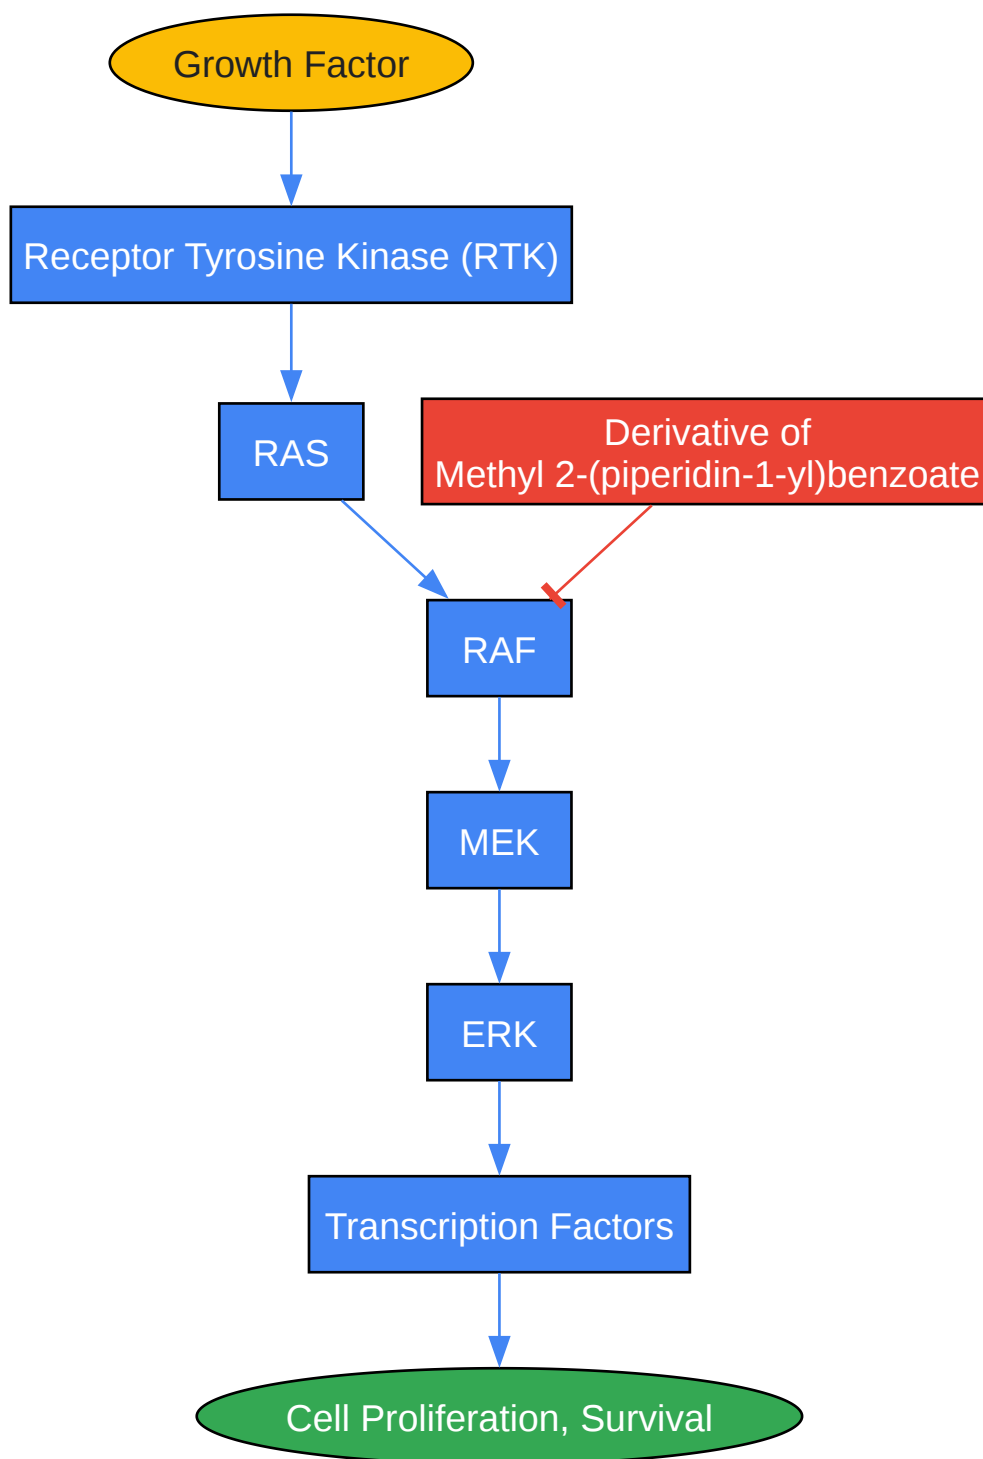 Growth Factor
Receptor Tyrosine Kinase (RTK)
RAS
Derivative of
Methyl 2-(piperidin-1-yl)benzoate
RAF
MEK
ERK
Transcription Factors
Cell Proliferation, Survival